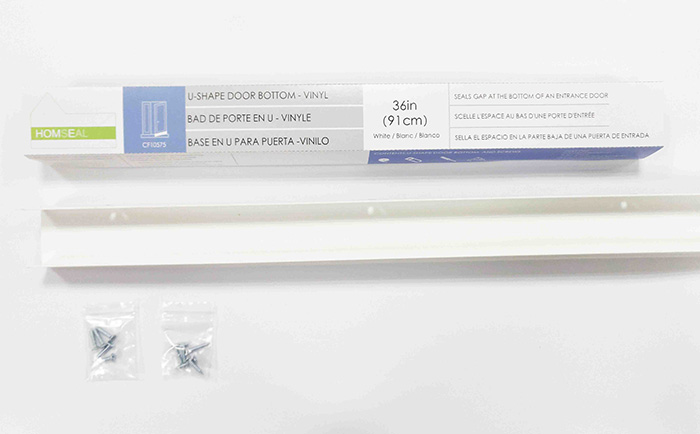 HOMSEAL
CF10575
U-SHAPE DOOR BOTTOM - VINYL
BAD DE PORTE EN U - VINYLE
BASE EN U PARA PUERTA -VINILO
36in
(91cm)
White / Blanc / Blanco
SEALS GAP AT THE BOTTOM OF AN ENTRANCE DOOR
SCELLE L'ESPACE AU BAS D'UNE PORTE D'ENTRÉE
SELLA EL ESPACIO EN LA PARTE BAJA DE UNA PUERTA DE ENTRADA